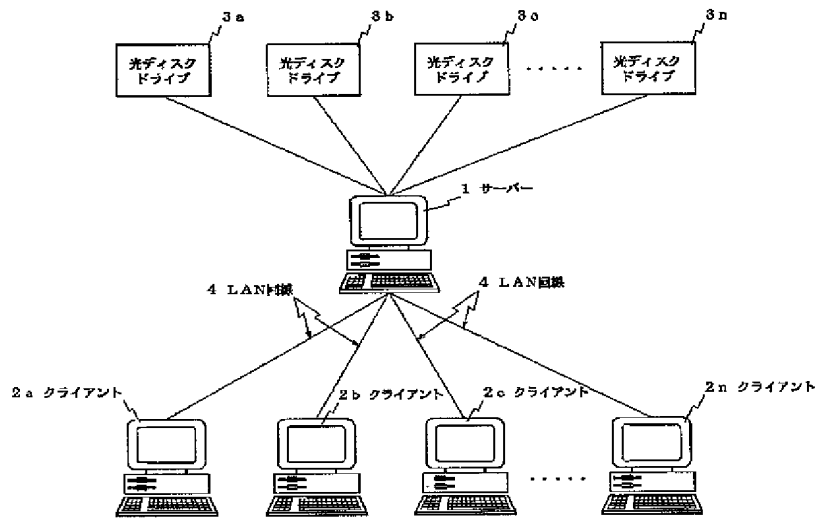 3a
3b
3c
3n
光ディスク
ドライブ
光ディスク
ドライブ
光ディスク
ドライブ
・・・・・
光ディスク
ドライブ
1 サーバー
4 LAN回線
4 LAN回線
2a クライアント
2b クライアント
2c クライアント
2n クライアント
・・・・・